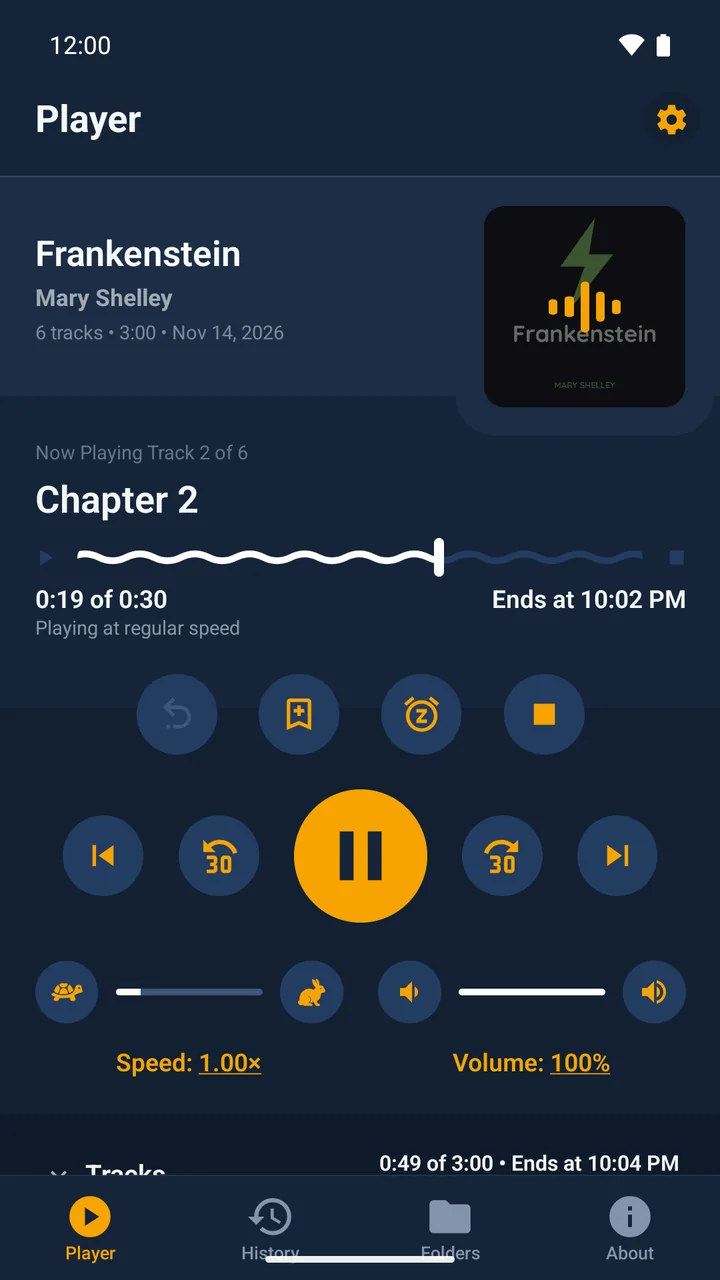 12:00
Player
Frankenstein
Mary Shelley
6 tracks • 3:00 • Nov 14, 2026
Frankenstein
MARY SHELLEY
Now Playing Track 2 of 6
Chapter 2
0:19 of 0:30
Ends at 10:02 PM
Playing at regular speed
Z
30
30
Speed: 1.00×
Volume: 100%
Tracks
0:49 of 3:00 • Ends at 10:04 PM
Player
History
Folders
About